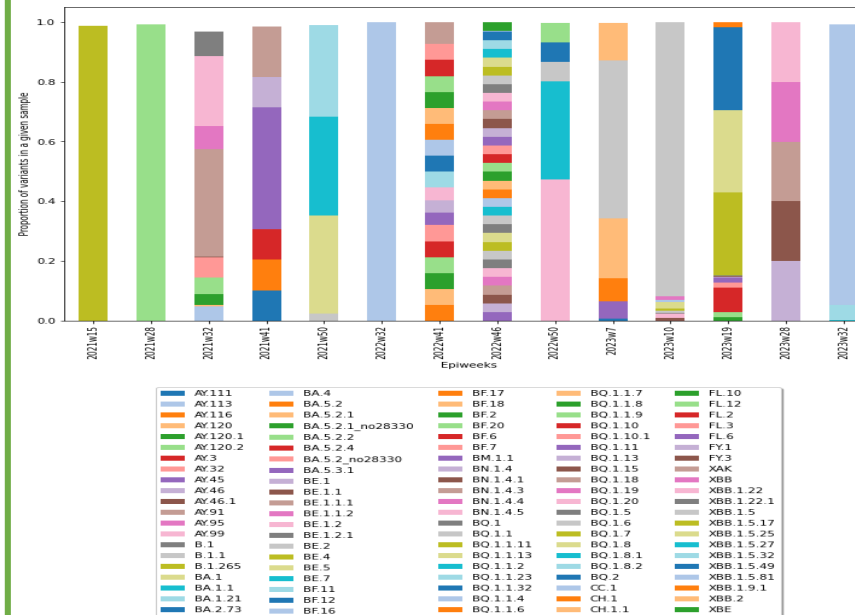 1.0
0.8
0.6
0.4
0.2
0.0
Proportion of variants in a given sample
2021w15 2021w28 2021w32 2021w41 2021w50 2022w32 2022w41 2022w46 2022w50 2023w7 2023w10 2023w19 2023w28 2023w32
Epiweeks
AY.111 BA.4 BF.17 BQ.1.1.7 FL.10
AY.113 BA.5.2 BF.18 BQ.1.1.8 FL.12
AY.116 BA.5.2.1 BF.2 BQ.1.1.9 FL.2
AY.120 BA.5.2.1_no28330 BF.20 BQ.1.10 FL.3
AY.120.1 BA.5.2.2 BF.6 BQ.1.10.1 FL.6
AY.120.2 BA.5.2.4 BF.7 BQ.1.11 FY.1
AY.3 BA.5.2_no28330 BM.1.1 BQ.1.13 FY.3
AY.32 BA.5.3.1 BN.1.4 BQ.1.15 XAK
AY.45 BE.1 BN.1.4.1 BQ.1.18 XBB
AY.46 BE.1.1 BN.1.4.3 BQ.1.19 XBB.1.22
AY.46.1 BE.1.1.1 BN.1.4.4 BQ.1.20 XBB.1.22.1
AY.91 BE.1.1.2 BN.1.4.5 BQ.1.5 XBB.1.5
AY.95 BE.1.2 BQ.1 BQ.1.6 XBB.1.5.17
AY.99 BE.1.2.1 BQ.1.1 BQ.1.7 XBB.1.5.25
B.1 BE.2 BQ.1.1.11 BQ.1.8 XBB.1.5.27
B.1.1 BE.4 BQ.1.1.13 BQ.1.8.1 XBB.1.5.32
B.1.265 BE.5 BQ.1.1.2 BQ.1.8.2 XBB.1.5.49
BA.1 BE.7 BQ.1.1.23 BQ.2 XBB.1.5.81
BA.1.1 BF.11 BQ.1.1.32 CC.1 XBB.1.9.1
BA.1.21 BF.12 BQ.1.1.4 CH.1 XBB.2
BA.2.73 BF.16 BQ.1.1.6 CH.1.1 XBE